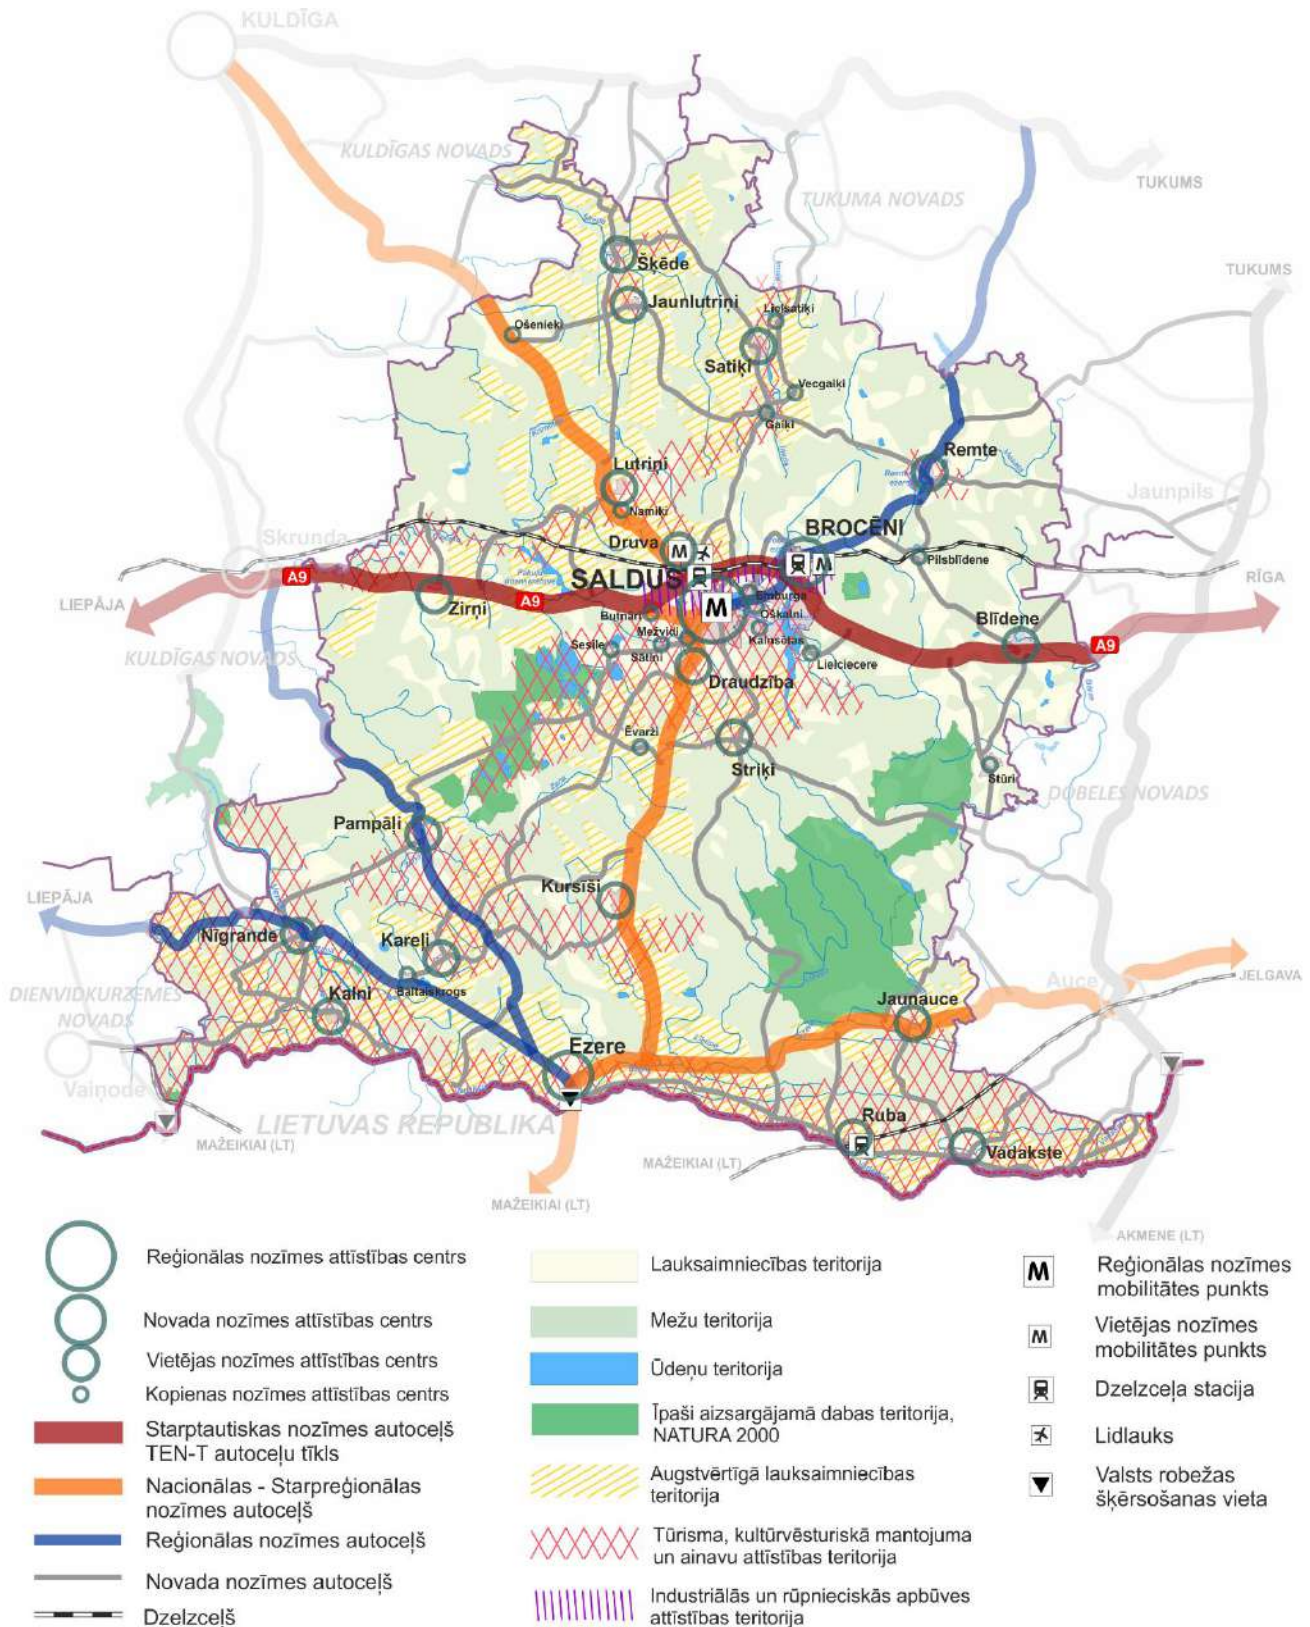 KULDĪGA
KULDĪGAS NOVADS
TUKUMS
TUKUMA NOVADS
TUKUMS
Šķēde
Jaunlutriņi
Lielsatiķi
Ošenieki
Satiķi
Vecgaiķi
Gaiķi
Remte
Lutriņi
Jaunpils
Namiķi
BROCĒNI
Skrunda
Druva
Pilsblīdene
SALDUS
RĪGA
A9
LIEPĀJA
A9
Zirņi
Emburga
Oškalni
Butnāri
Blīdene
Mežvidi
Kalnsētas
A9
KULDĪGAS NOVADS
Sesile
Sātiņi
Lielciecere
Draudzība
Ēvarži
Striķi
Stūri
DOBELES NOVADS
Pampāļi
Kursīši
LIEPĀJA
Nīgrande
Kareļi
Baltaiskrogs
JELGAVA
Auce
DIENVIDKURZEMES
NOVADS
Kalni
Jaunauce
Ezere
Vaiņode
LIETUVAS REPUBLIKA
Ruba
MAŽEIKIAI (LT)
Vadakste
MAŽEIKIAI (LT)
MAŽEIKIAI (LT)
AKMENE (LT)
Reģionālas nozīmes attīstības centrs
Novada nozīmes attīstības centrs
Vietējas nozīmes attīstības centrs
Kopienas nozīmes attīstības centrs
Starptautiskas nozīmes autoceļš
TEN-T autoceļu tīkls
Nacionālas - Starpreģionālas
nozīmes autoceļš
Reģionālas nozīmes autoceļš
Novada nozīmes autoceļš
Dzelzceļš
Lauksaimniecības teritorija
Mežu teritorija
Ūdeņu teritorija
Īpaši aizsargājamā dabas teritorija,
NATURA 2000
Augstvērtīgā lauksaimniecības
teritorija
Tūrisma, kultūrvēsturiskā mantojuma
un ainavu attīstības teritorija
Industriālās un rūpnieciskās apbūves
attīstības teritorija
M
Reģionālas nozīmes
mobilitātes punkts
M
Vietējas nozīmes
mobilitātes punkts
Dzelzceļa stacija
Lidlauks
Valsts robežas
šķērsošanas vieta